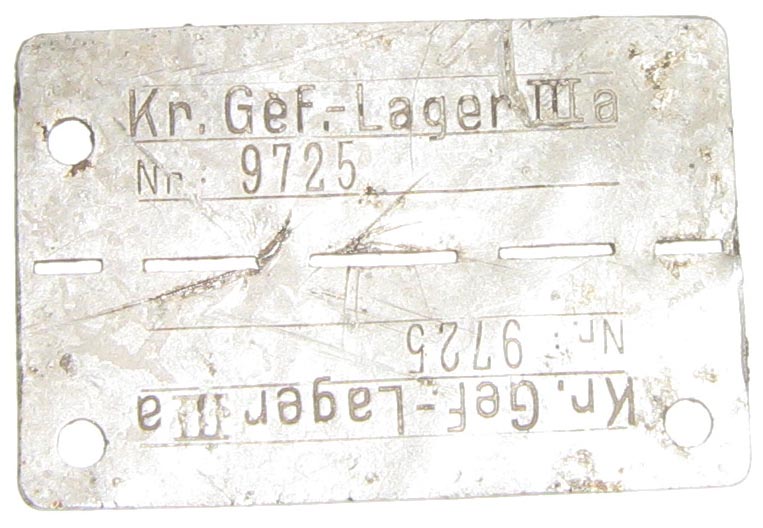 Kr. Gef.-Lager IIIa
Nr: 9725
Nr: 9725
Kr. Gef.-Lager IIIa